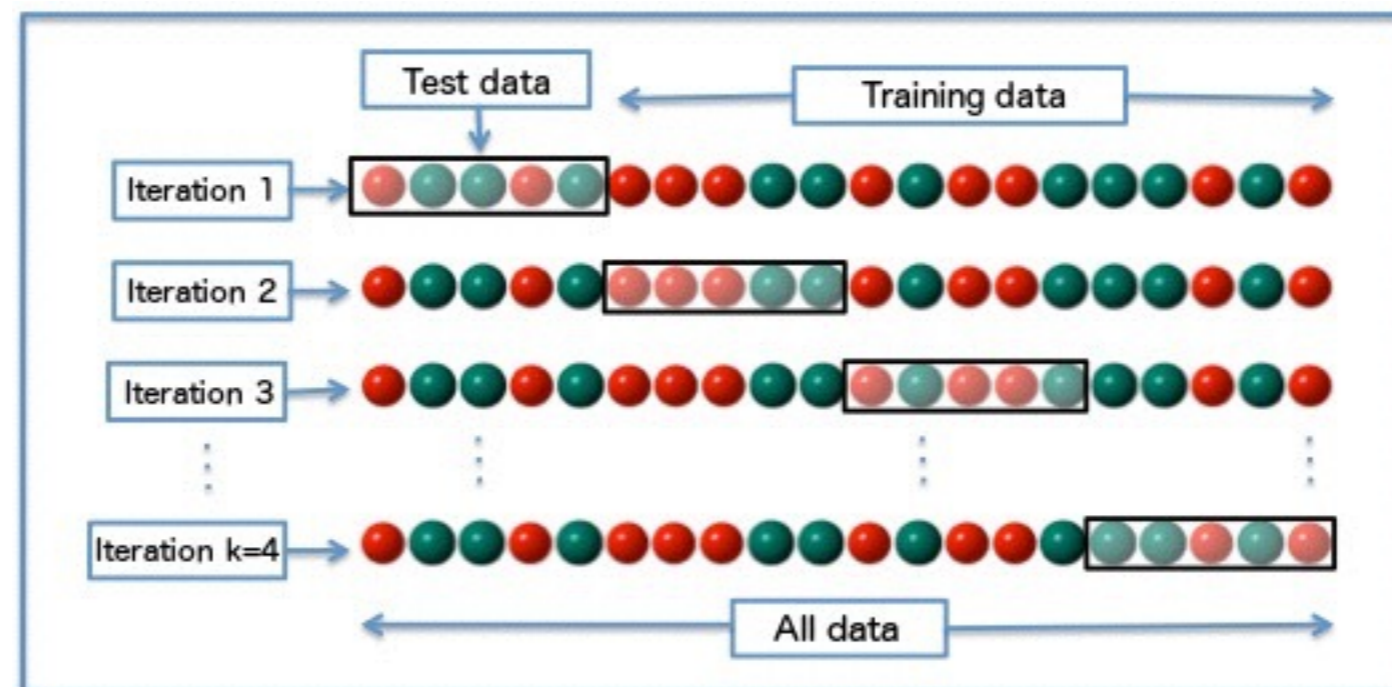 Test data
Training data
Iteration 1
Iteration 2
Iteration 3
Iteration k=4
All data